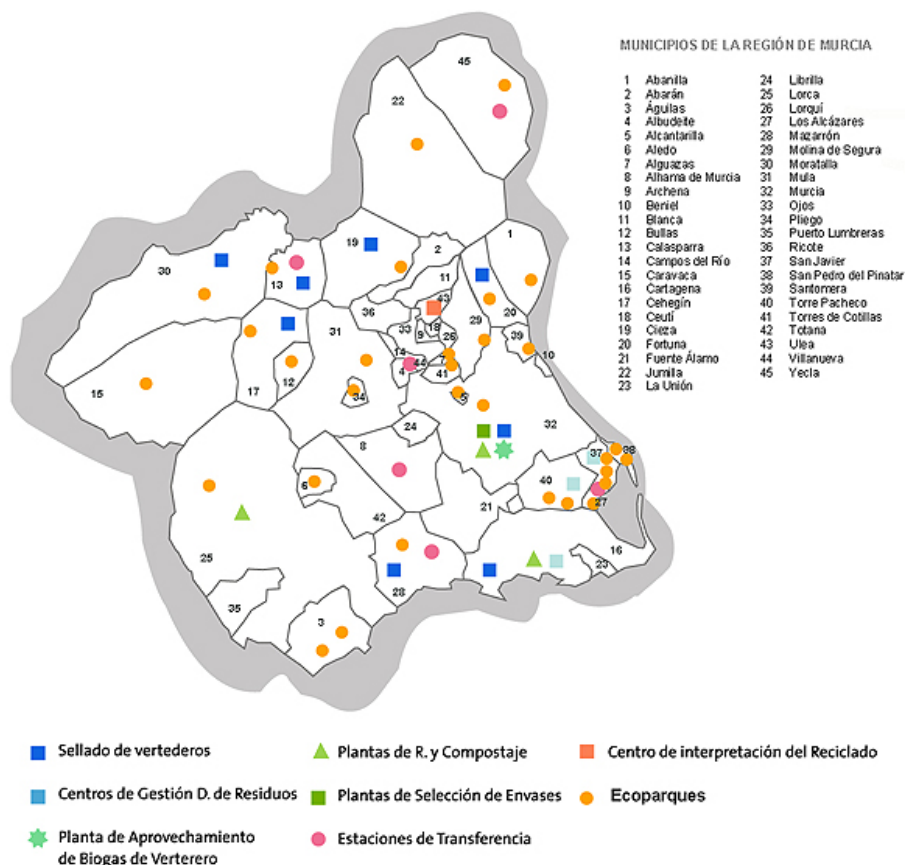 MUNICIPIOS DE LA REGIÓN DE MURCIA
1 Abanilla
2 Abarán
3 Águilas
4 Albudeite
5 Alcantarilla
6 Aledo
7 Alguazas
8 Alhama de Murcia
9 Archena
10 Beniel
11 Blanca
12 Bullas
13 Calasparra
14 Campos del Río
15 Caravaca
16 Cartagena
17 Cehegín
18 Ceutí
19 Cieza
20 Fortuna
21 Fuente Álamo
22 Jumilla
23 La Unión
24 Librilla
25 Lorca
26 Lorquí
27 Los Alcázares
28 Mazarrón
29 Molina de Segura
30 Moratalla
31 Mula
32 Murcia
33 Ojos
34 Pliego
35 Puerto Lumbreras
36 Ricote
37 San Javier
38 San Pedro del Pinatar
39 Santomera
40 Torre Pacheco
41 Torres de Cotillas
42 Totana
43 Ulea
44 Villanueva
45 Yecla
45
22
1
2
19
30
13
11
43
36
20
31
33
9
18
26
29
39
10
14
44
7
4
41
12
17
15
34
5
32
24
8
37
38
6
40
27
21
42
25
16
23
28
35
3
Sellado de vertederos
Plantas de R. y Compostaje
Centro de interpretación del Reciclado
Centros de Gestión D. de Residuos
Plantas de Selección de Envases
Ecoparques
Planta de Aprovechamiento
de Biogas de Verterero
Estaciones de Transferencia